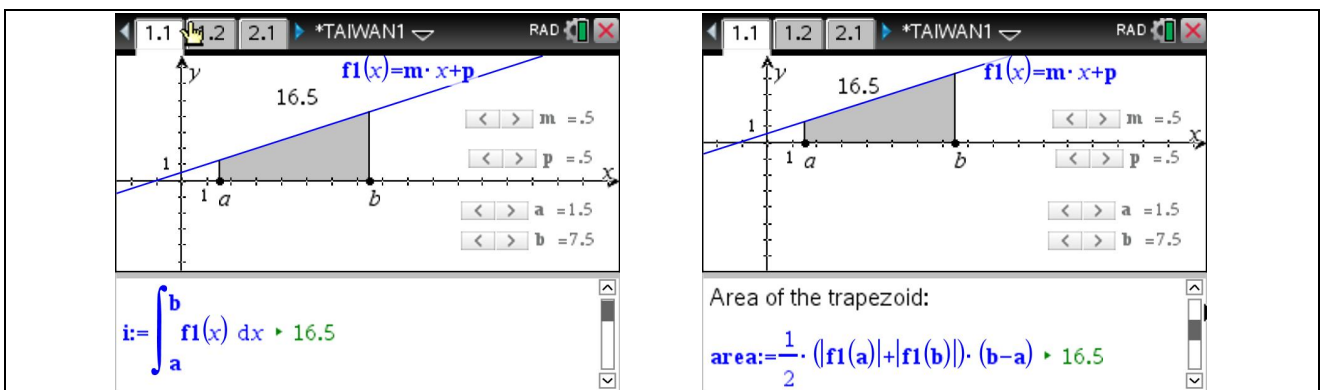 1.1 1.2 2.1 *TAIWAN1 RAD
y
f1(x)=m· x+p
16.5
m =.5
1
p =.5
x
1 a b
a =1.5
b =7.5
i:=∫ₐᵇ f1(x) dx ▸ 16.5
1.1 1.2 2.1 *TAIWAN1 RAD
y
f1(x)=m· x+p
16.5
m =.5
1
x
1 a b
p =.5
a =1.5
b =7.5
Area of the trapezoid:
area:=1/2· (|f1(a)|+|f1(b)|)· (b−a) ▸ 16.5